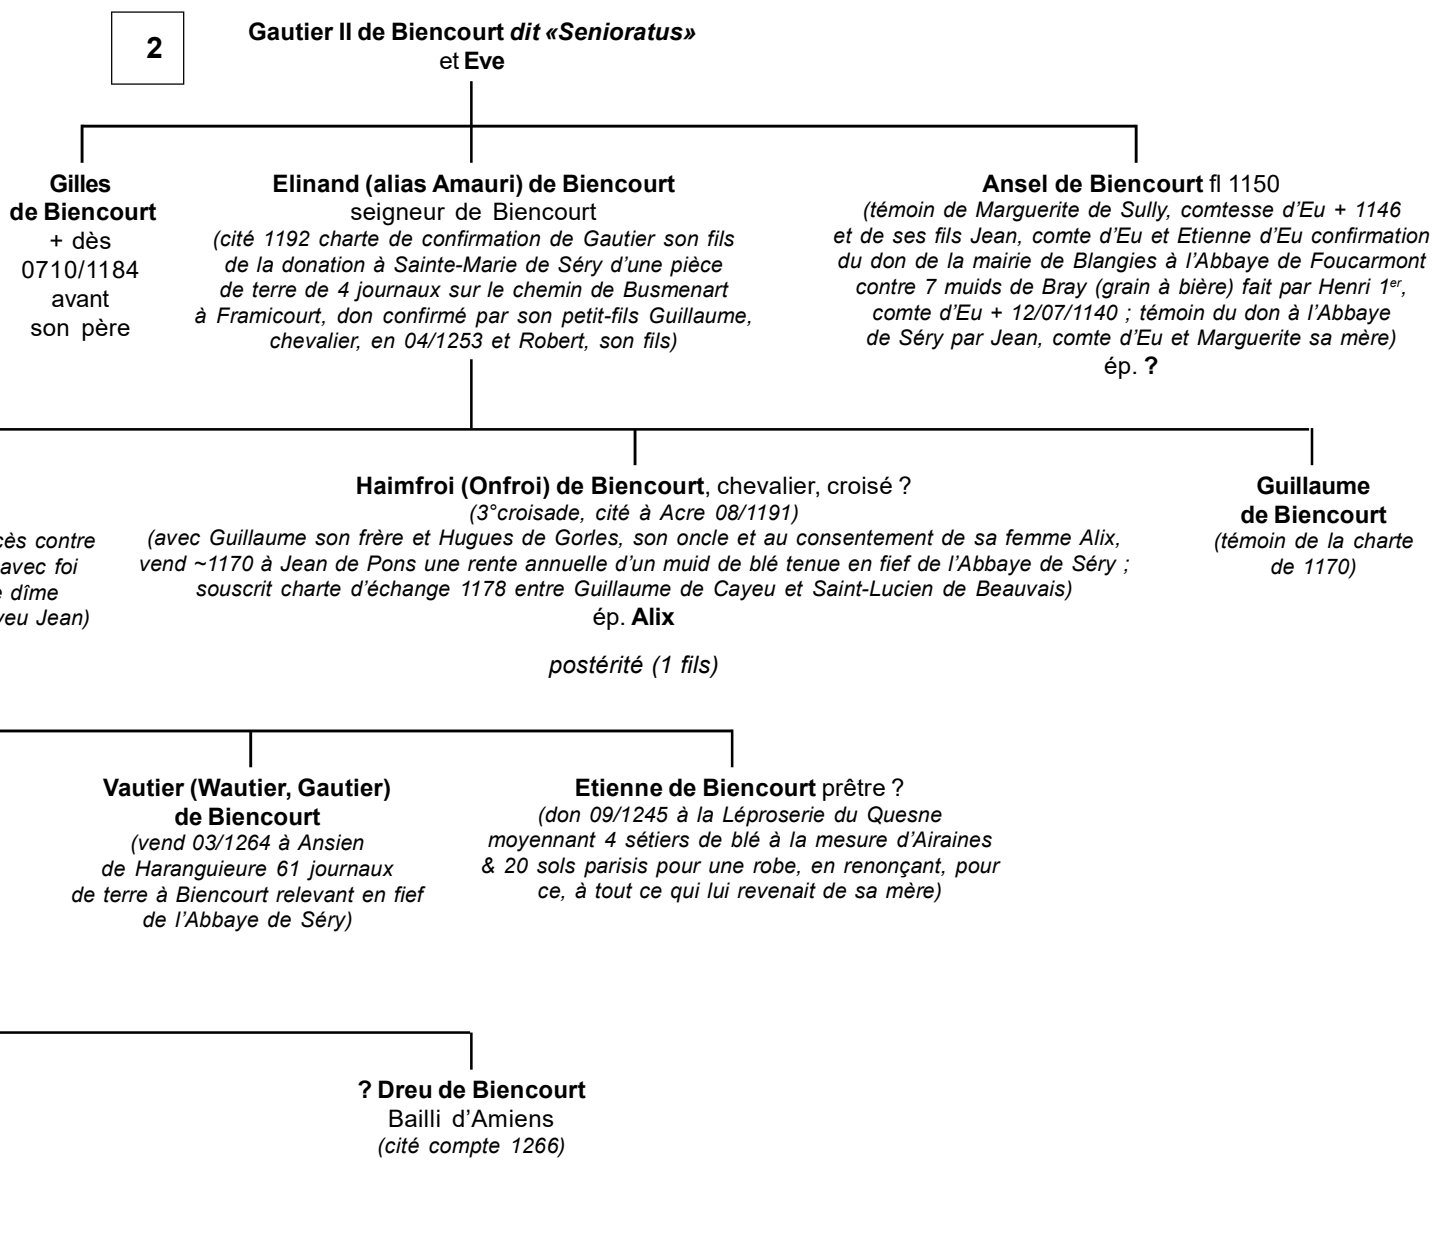 2
Gautier II de Biencourt dit «Senioratus»
et Eve
Gilles
de Biencourt
+ dès
0710/1184
avant
son père
Elinand (alias Amauri) de Biencourt
seigneur de Biencourt
(cité 1192 charte de confirmation de Gautier son fils
de la donation à Sainte-Marie de Séry d'une pièce
de terre de 4 journaux sur le chemin de Busmenart
à Framicourt, don confirmé par son petit-fils Guillaume,
chevalier, en 04/1253 et Robert, son fils)
Ansel de Biencourt fl 1150
(témoin de Marguerite de Sully, comtesse d'Eu + 1146
et de ses fils Jean, comte d'Eu et Etienne d'Eu confirmation
du don de la mairie de Blangies à l'Abbaye de Foucarmont
contre 7 muids de Bray (grain à bière) fait par Henri 1er,
comte d'Eu + 12/07/1140 ; témoin du don à l'Abbaye
de Séry par Jean, comte d'Eu et Marguerite sa mère)
ép. ?
cès contre
avec foi
e dîme
veu Jean)
Haimfroi (Onfroi) de Biencourt, chevalier, croisé ?
(3°croisade, cité à Acre 08/1191)
(avec Guillaume son frère et Hugues de Gorles, son oncle et au consentement de sa femme Alix,
vend ~1170 à Jean de Pons une rente annuelle d'un muid de blé tenue en fief de l'Abbaye de Séry ;
souscrit charte d'échange 1178 entre Guillaume de Cayeu et Saint-Lucien de Beauvais)
ép. Alix
postérité (1 fils)
Guillaume
de Biencourt
(témoin de la charte
de 1170)
Vautier (Wautier, Gautier)
de Biencourt
(vend 03/1264 à Ansien
de Haranguieure 61 journaux
de terre à Biencourt relevant en fief
de l'Abbaye de Séry)
Etienne de Biencourt prêtre ?
(don 09/1245 à la Léproserie du Quesne
moyennant 4 sétiers de blé à la mesure d'Airaines
& 20 sols parisis pour une robe, en renonçant, pour
ce, à tout ce qui lui revenait de sa mère)
? Dreu de Biencourt
Bailli d'Amiens
(cité compte 1266)